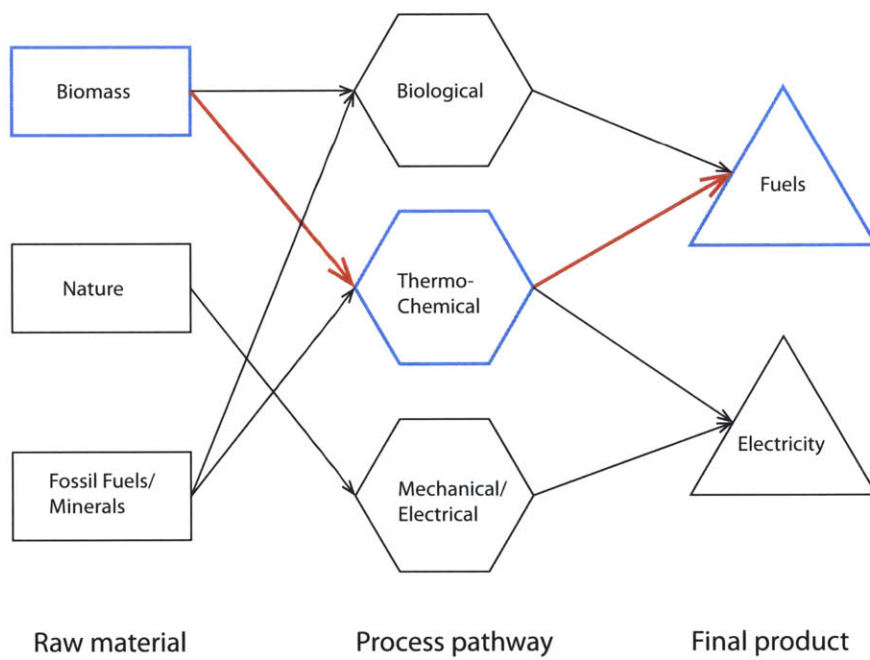 Biomass
Biological
Fuels
Nature
Thermo-
Chemical
Fossil Fuels/
Minerals
Mechanical/
Electrical
Electricity
Raw material
Process pathway
Final product